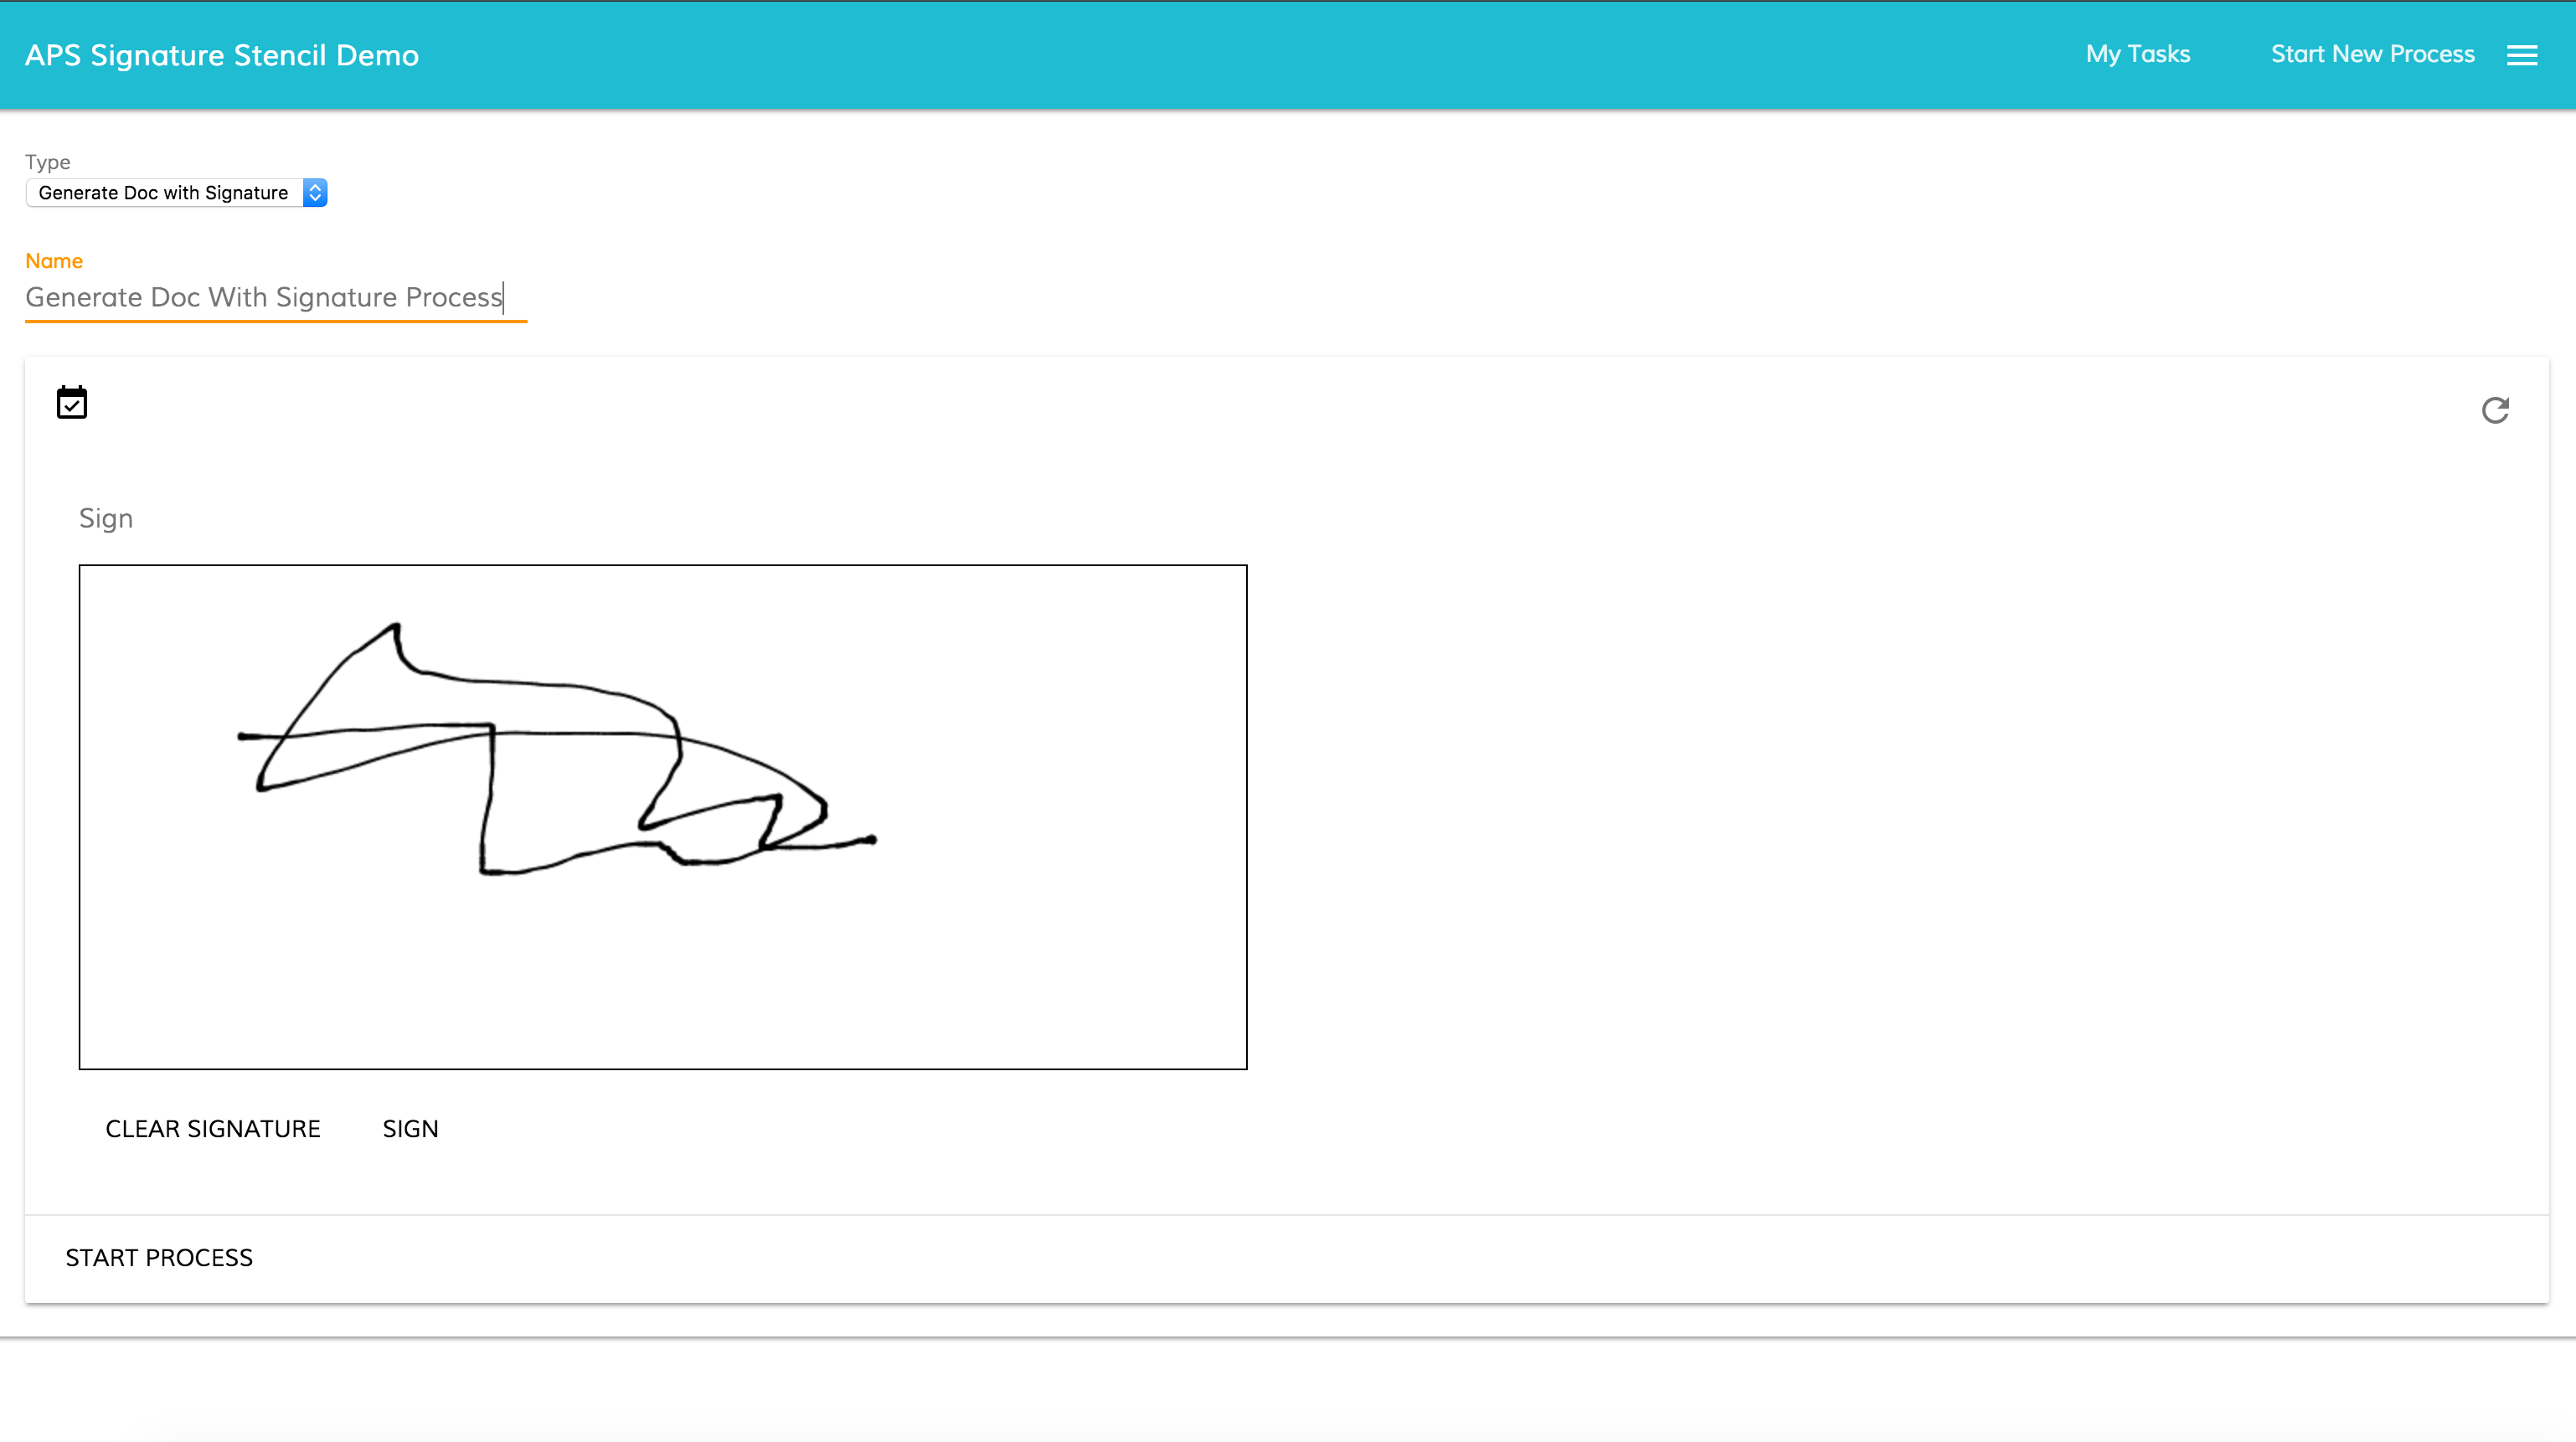 APS Signature Stencil Demo
My Tasks
Start New Process
Type
Generate Doc with Signature
Name
Generate Doc With Signature Process
Sign
CLEAR SIGNATURE
SIGN
START PROCESS